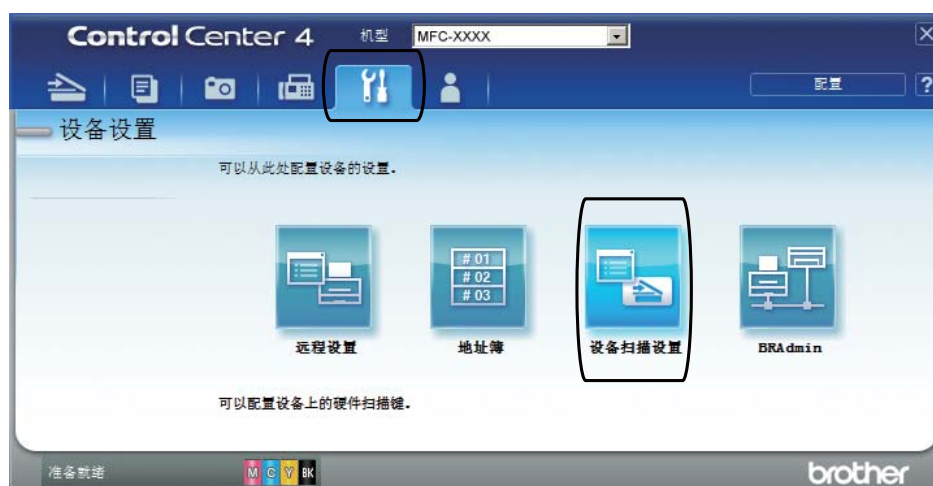 Control Center 4 机型 MFC-XXXX
配置 ?
设备设置
可以从此处配置设备的设置.
# 01
# 02
# 03
远程设置 地址簿 设备扫描设置 BRAdmin
可以配置设备上的硬件扫描键.
准备就绪 M C Y BK brother